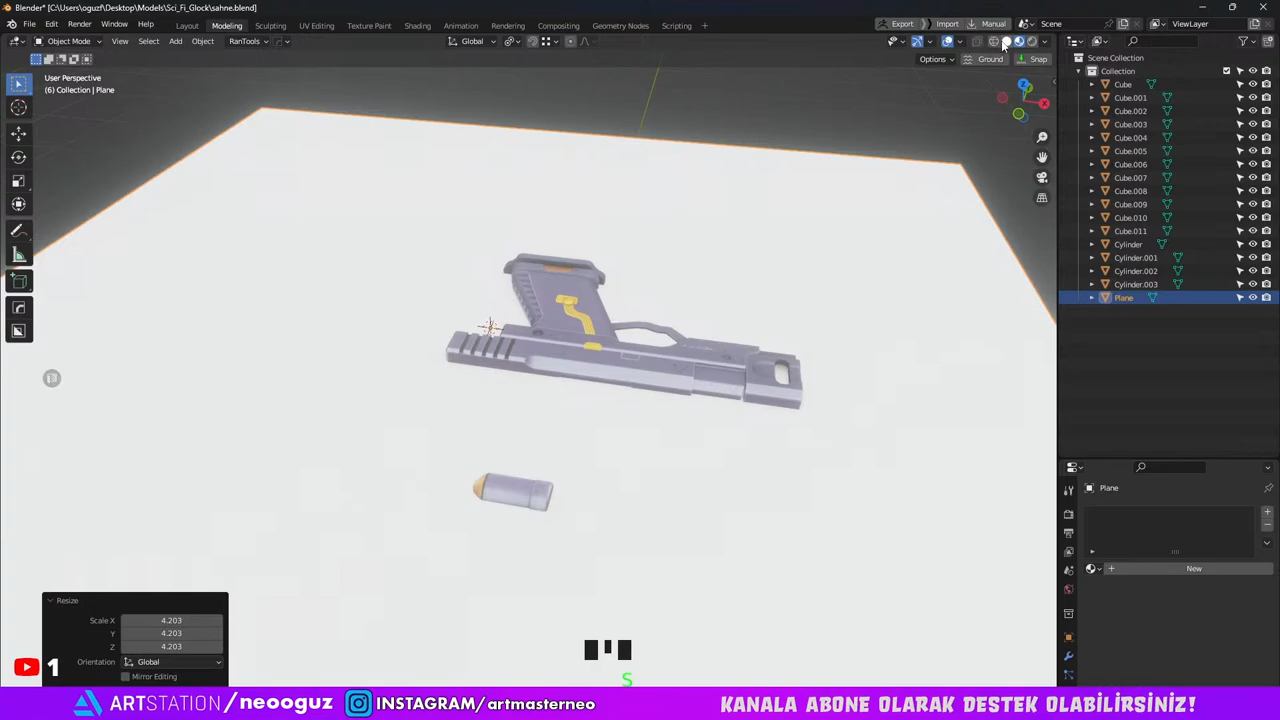 Blender* [C:\Users\oguzf\Desktop\Models\Sci_Fi_Glock\sahne.blend]
File Edit Render Window Help
Layout Modeling Sculpting UV Editing Texture Paint Shading Animation Rendering Compositing Geometry Nodes Scripting +
Export Import Manual Scene ViewLayer
Object Mode View Select Add Object RanTools Global
Options Ground Snap
User Perspective
(6) Collection | Plane
X
Z
Scene Collection
Collection
Cube
Cube.001
Cube.002
Cube.003
Cube.004
Cube.005
Cube.006
Cube.007
Cube.008
Cube.009
Cube.010
Cube.011
Cylinder
Cylinder.001
Cylinder.002
Cylinder.003
Plane
Plane
New
Resize
Scale X 4.203
Y 4.203
Z 4.203
Orientation Global
Mirror Editing
1
S
ARTSTATION/neooguz INSTAGRAM/artmasterneo KANALA ABONE OLARAK DESTEK OLABILIRSINIZ!